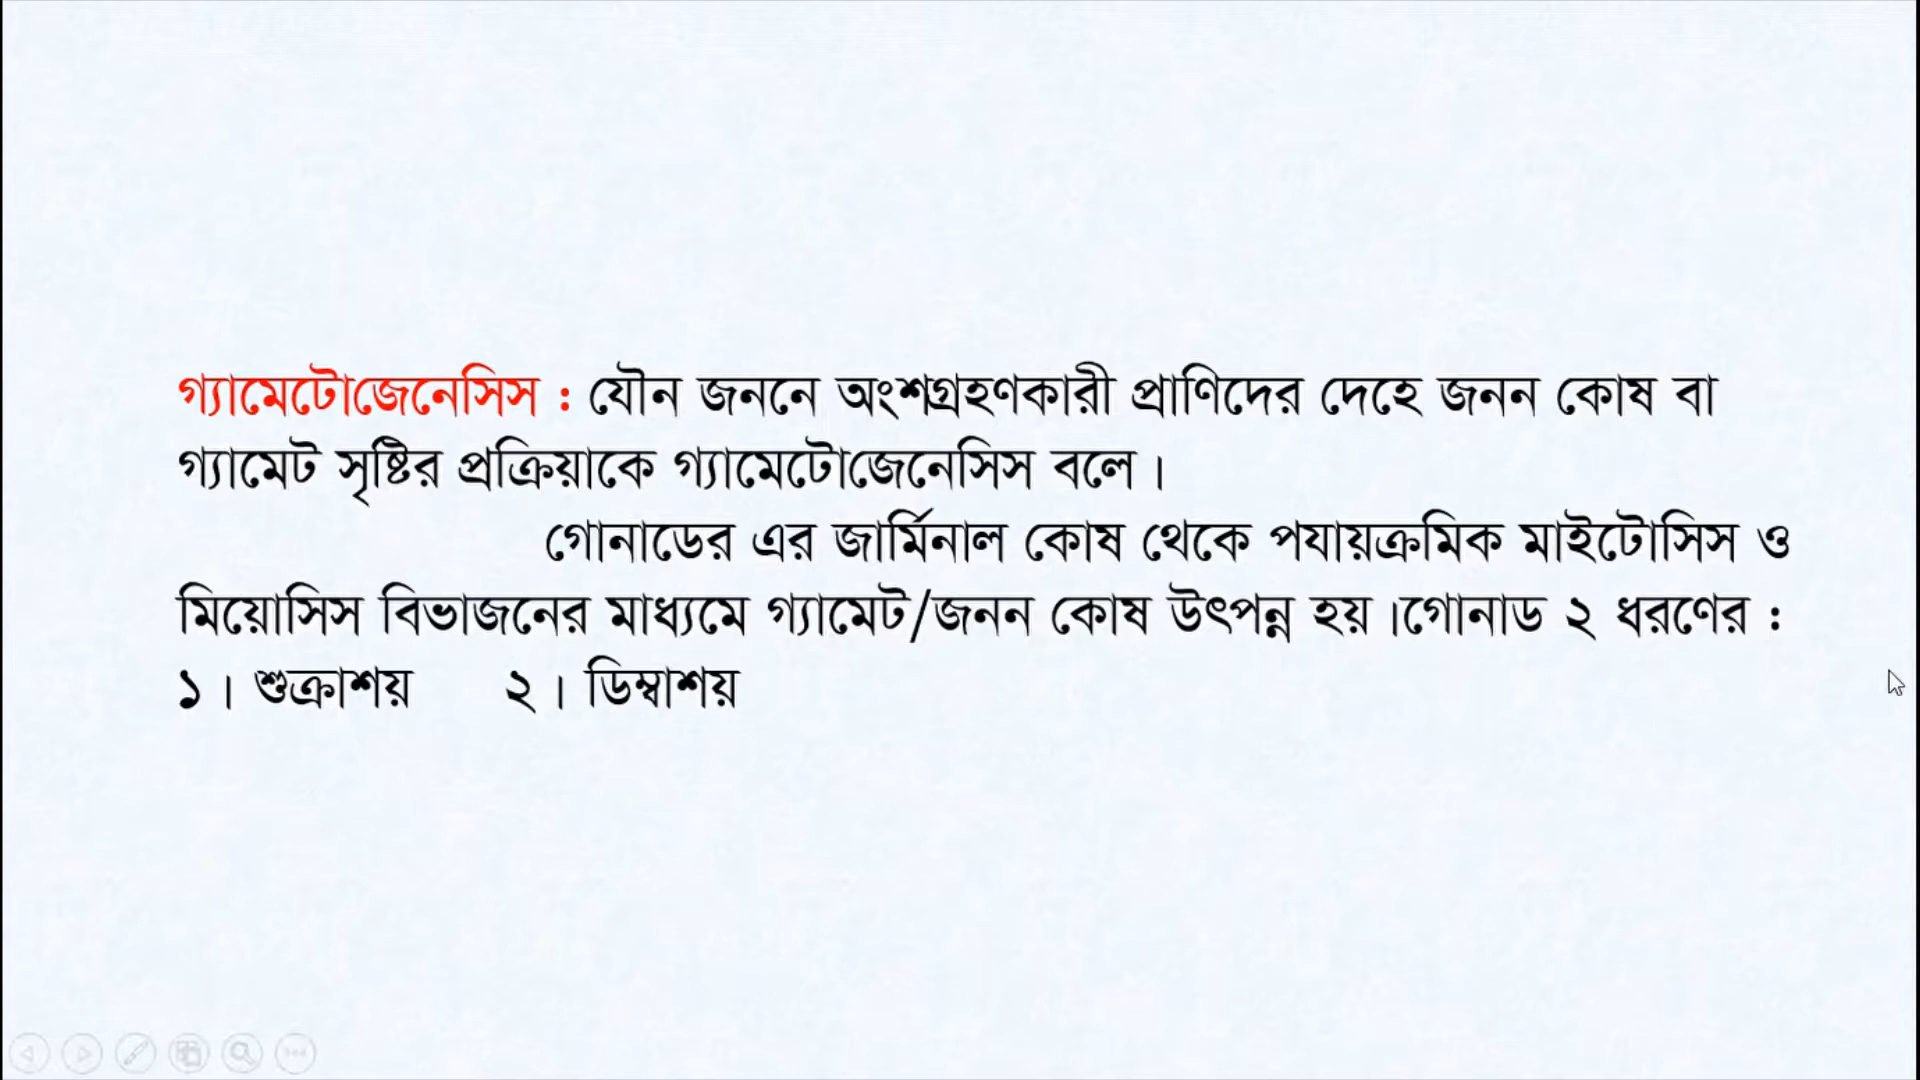 গ্যামেটোজেনেসিস : যৌন জননে অংশগ্রহণকারী প্রাণিদের দেহে জনন কোষ বা
গ্যামেট সৃষ্টির প্রক্রিয়াকে গ্যামেটোজেনেসিস বলে।
গোনাডের এর জার্মিনাল কোষ থেকে পযায়ক্রমিক মাইটোসিস ও
মিয়োসিস বিভাজনের মাধ্যমে গ্যামেট/জনন কোষ উৎপন্ন হয়।গোনাড ২ ধরণের :
১। শুক্রাশয় ২। ডিম্বাশয়